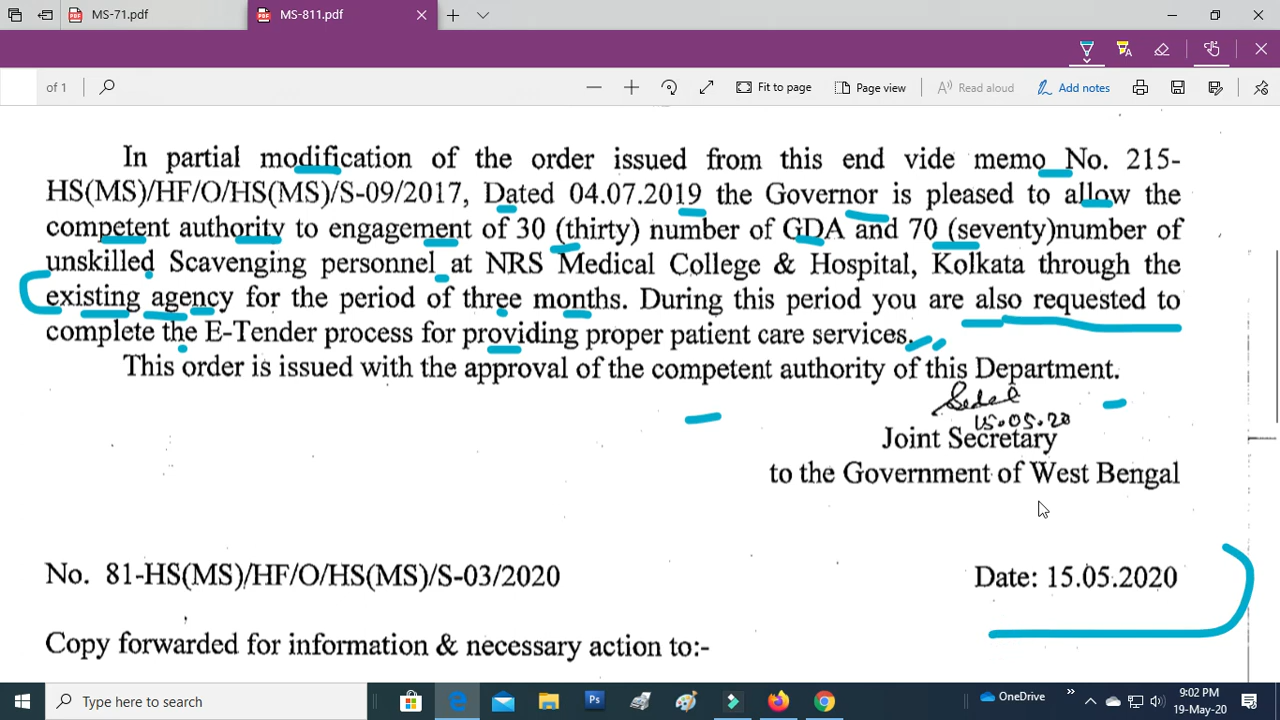 MS-71.pdf
MS-811.pdf
of 1
Fit to page
Page view
Read aloud
Add notes
In partial modification of the order issued from this end vide memo No. 215-
HS(MS)/HF/O/HS(MS)/S-09/2017, Dated 04.07.2019 the Governor is pleased to allow the
competent authority to engagement of 30 (thirty) number of GDA and 70 (seventy)number of
unskilled Scavenging personnel at NRS Medical College & Hospital, Kolkata through the
existing agency for the period of three months. During this period you are also requested to
complete the E-Tender process for providing proper patient care services.
This order is issued with the approval of the competent authority of this Department.
15.05.20
Joint Secretary
to the Government of West Bengal
No. 81-HS(MS)/HF/O/HS(MS)/S-03/2020
Date: 15.05.2020
Copy forwarded for information & necessary action to:-
Type here to search
OneDrive
9:02 PM
19-May-20